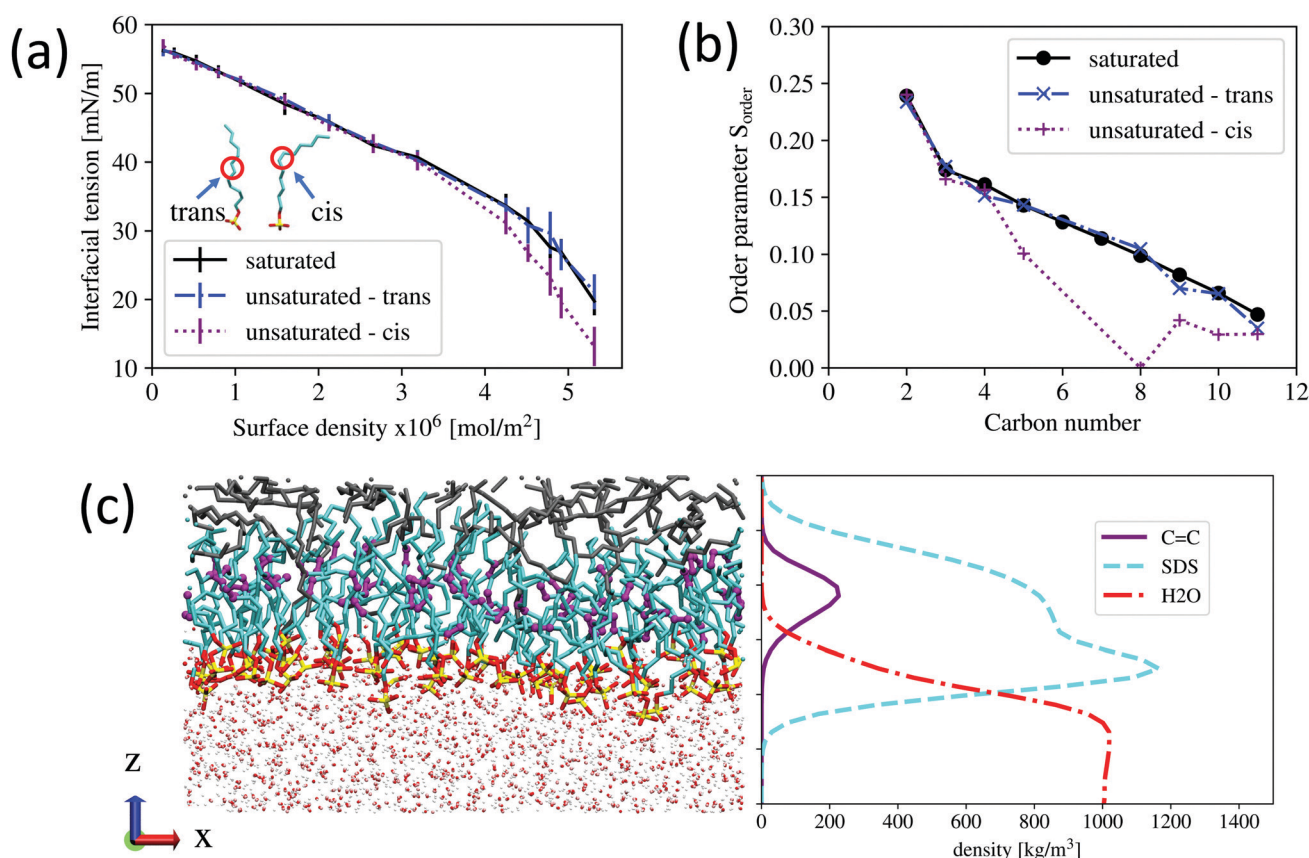 (a)
60
50
40
30
20
10
Interfacial tension [mN/m]
trans
cis
saturated
unsaturated - trans
unsaturated - cis
0
1
2
3
4
5
Surface density x10⁶ [mol/m²]
(b)
0.30
0.25
0.20
0.15
0.10
0.05
0.00
Order parameter S_order
saturated
unsaturated - trans
unsaturated - cis
0
2
4
6
8
10
12
Carbon number
(c)
Z
X
C=C
SDS
H2O
0
200
400
600
800
1000
1200
1400
density [kg/m³]